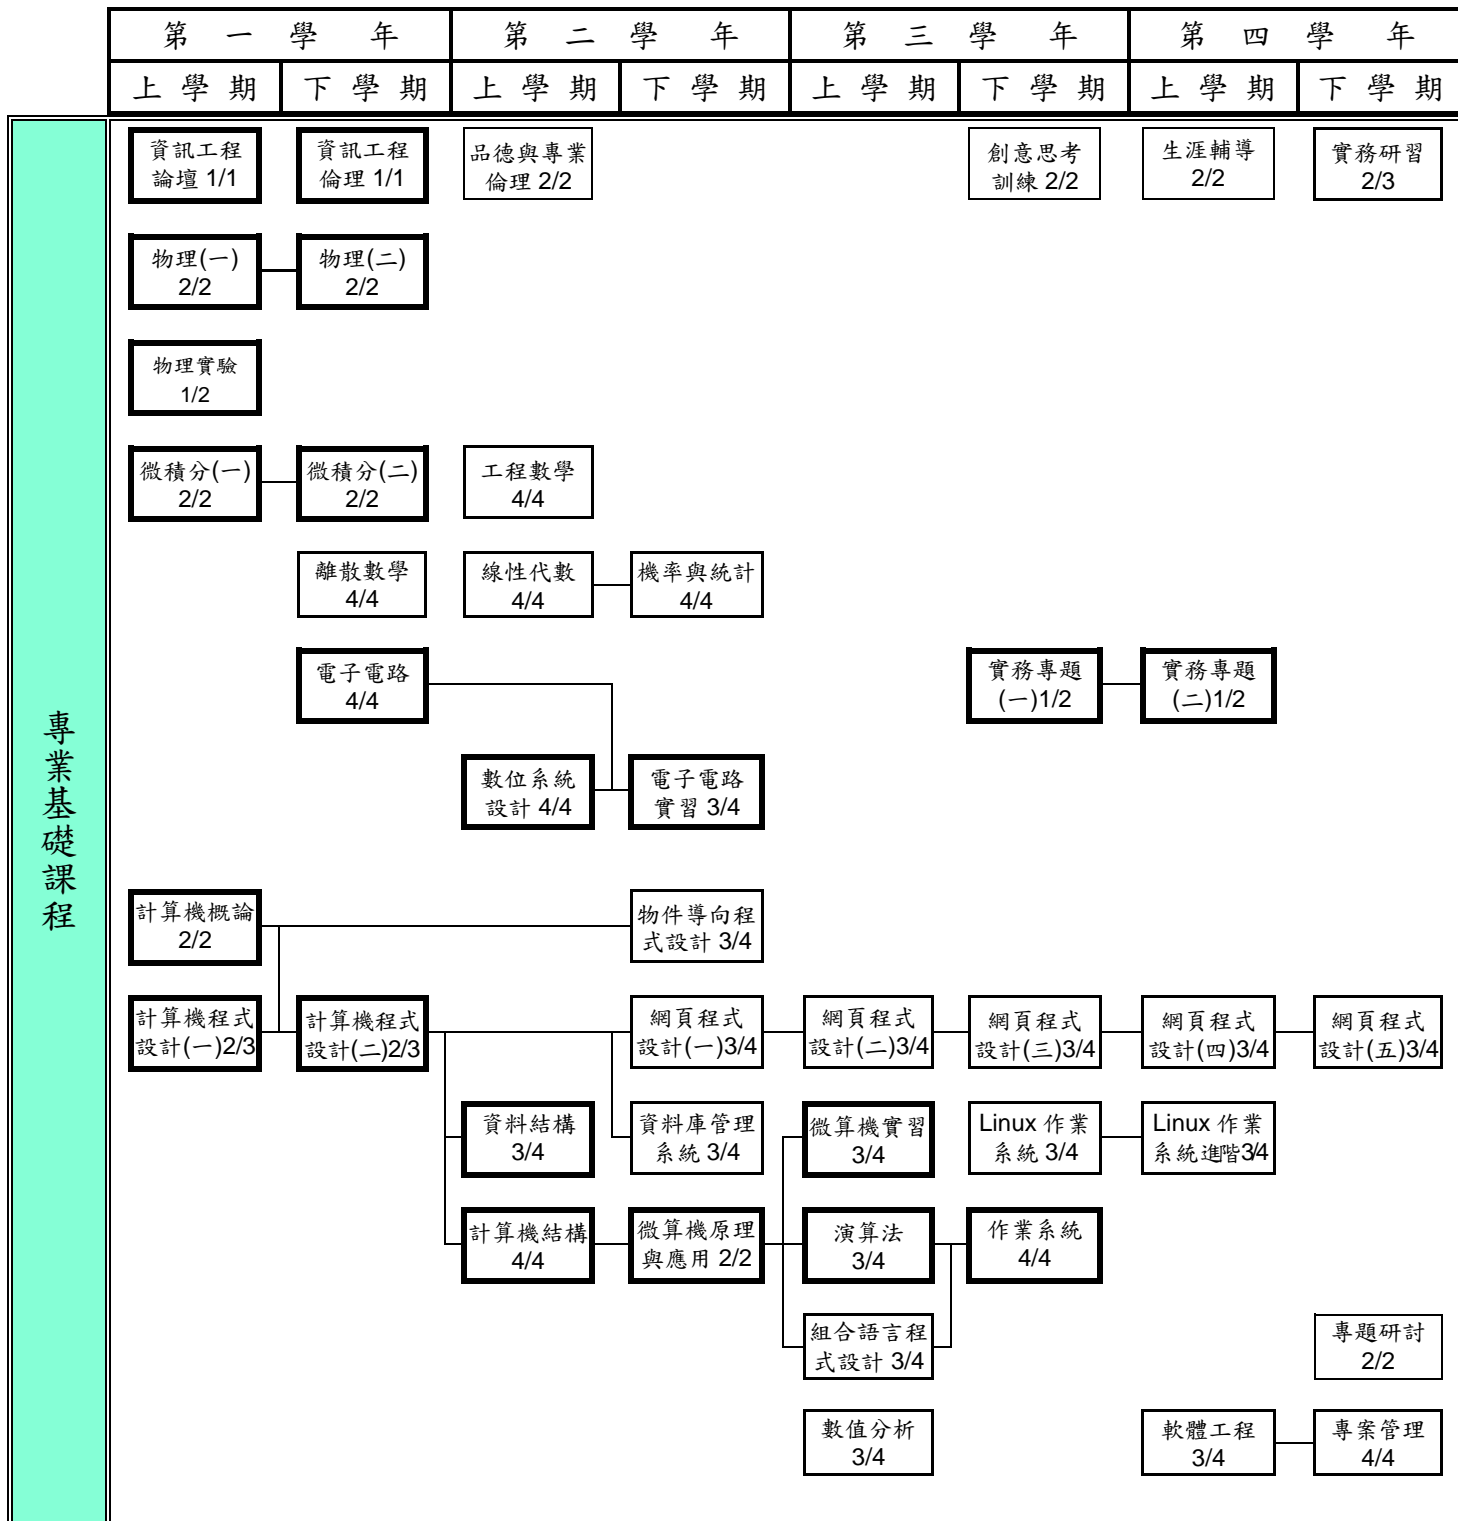 第一學年 第二學年 第三學年 第四學年
上學期 下學期 上學期 下學期 上學期 下學期 上學期 下學期
專業基礎課程
資訊工程
論壇 1/1
資訊工程
倫理 1/1
品德與專業
倫理 2/2
創意思考
訓練 2/2
生涯輔導
2/2
實務研習
2/3
物理(一)
2/2
物理(二)
2/2
物理實驗
1/2
微積分(一)
2/2
微積分(二)
2/2
工程數學
4/4
離散數學
4/4
線性代數
4/4
機率與統計
4/4
電子電路
4/4
實務專題
(一)1/2
實務專題
(二)1/2
數位系統
設計 4/4
電子電路
實習 3/4
計算機概論
2/2
物件導向程
式設計 3/4
計算機程式
設計(一)2/3
計算機程式
設計(二)2/3
網頁程式
設計(一)3/4
網頁程式
設計(二)3/4
網頁程式
設計(三)3/4
網頁程式
設計(四)3/4
網頁程式
設計(五)3/4
資料結構
3/4
資料庫管理
系統 3/4
微算機實習
3/4
Linux 作業
系統 3/4
Linux 作業
系統進階3/4
計算機結構
4/4
微算機原理
與應用 2/2
演算法
3/4
作業系統
4/4
組合語言程
式設計 3/4
專題研討
2/2
數值分析
3/4
軟體工程
3/4
專案管理
4/4